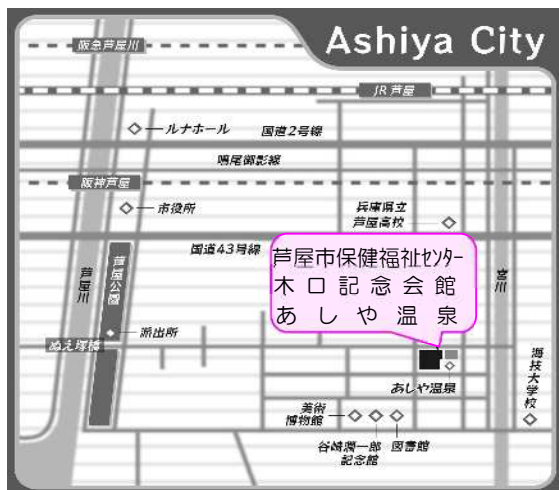 Ashiya City
阪急芦屋川
JR 芦屋
ルナホール
国道2号線
鳴尾御影線
阪神芦屋
市役所
兵庫県立
芦屋高校
国道43号線
芦屋市保健福祉ｾﾝﾀｰ
木口記念会館
あしや温泉
芦屋川
芦屋公園
宮川
派出所
ぬえ塚橋
あしや温泉
海技大学校
美術
博物館
谷崎潤一郎
記念館
図書館